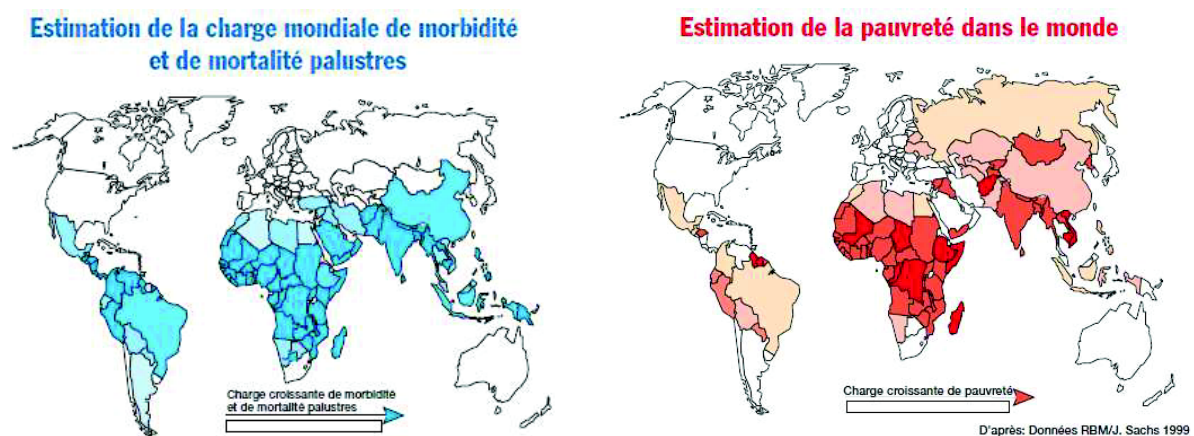 Estimation de la charge mondiale de morbidité
et de mortalité palustres
Estimation de la pauvreté dans le monde
Charge croissante de morbidité
et de mortalité palustres
Charge croissante de pauvreté
D'après: Données RBM/J. Sachs 1999